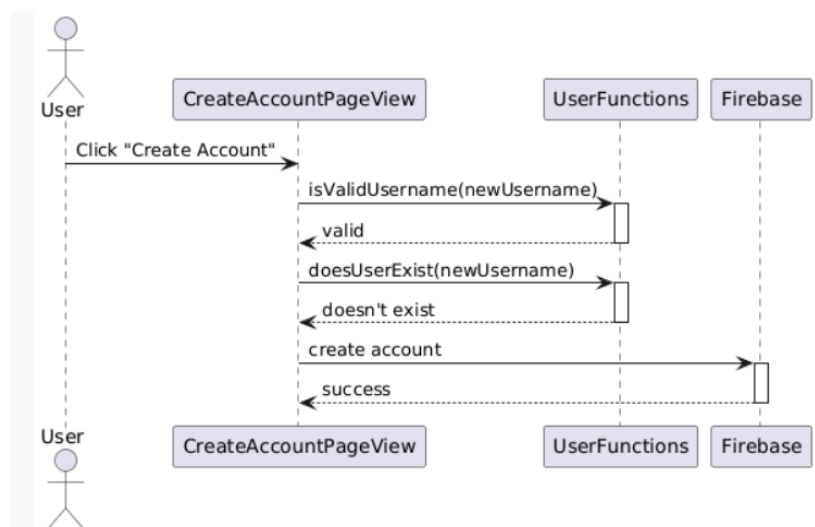 User
CreateAccountPageView
UserFunctions
Firebase
Click "Create Account"
isValidUsername(newUsername)
valid
doesUserExist(newUsername)
doesn't exist
create account
success
User
CreateAccountPageView
UserFunctions
Firebase